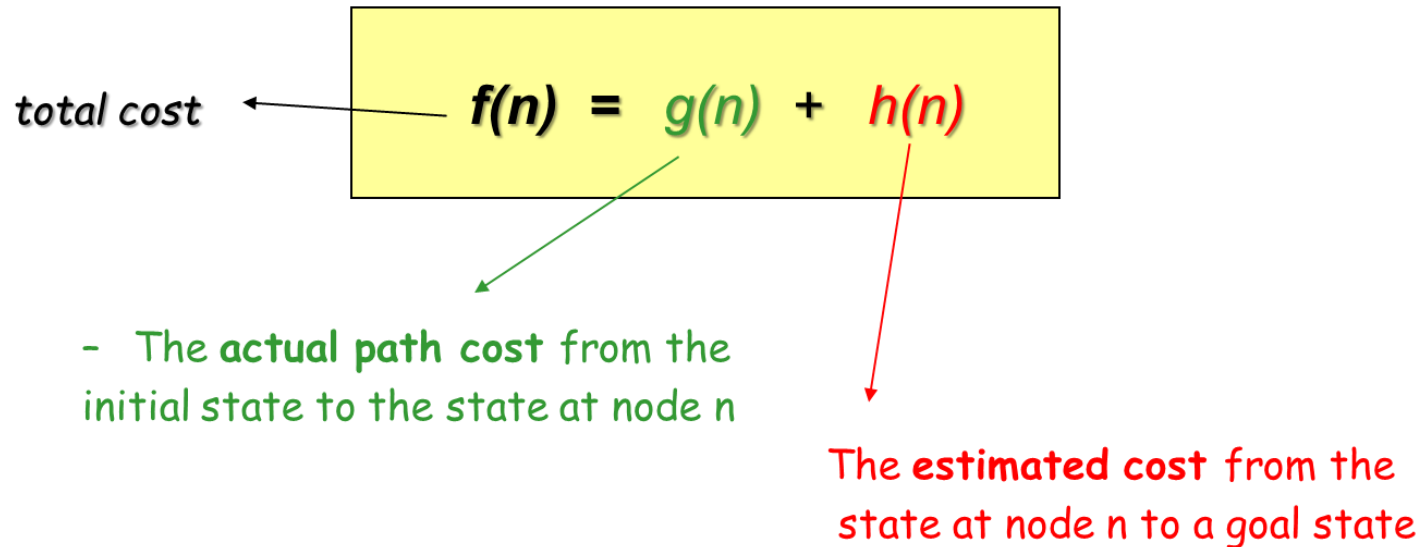 total cost
f(n) = g(n) + h(n)
– The actual path cost from the
initial state to the state at node n
The estimated cost from the
state at node n to a goal state